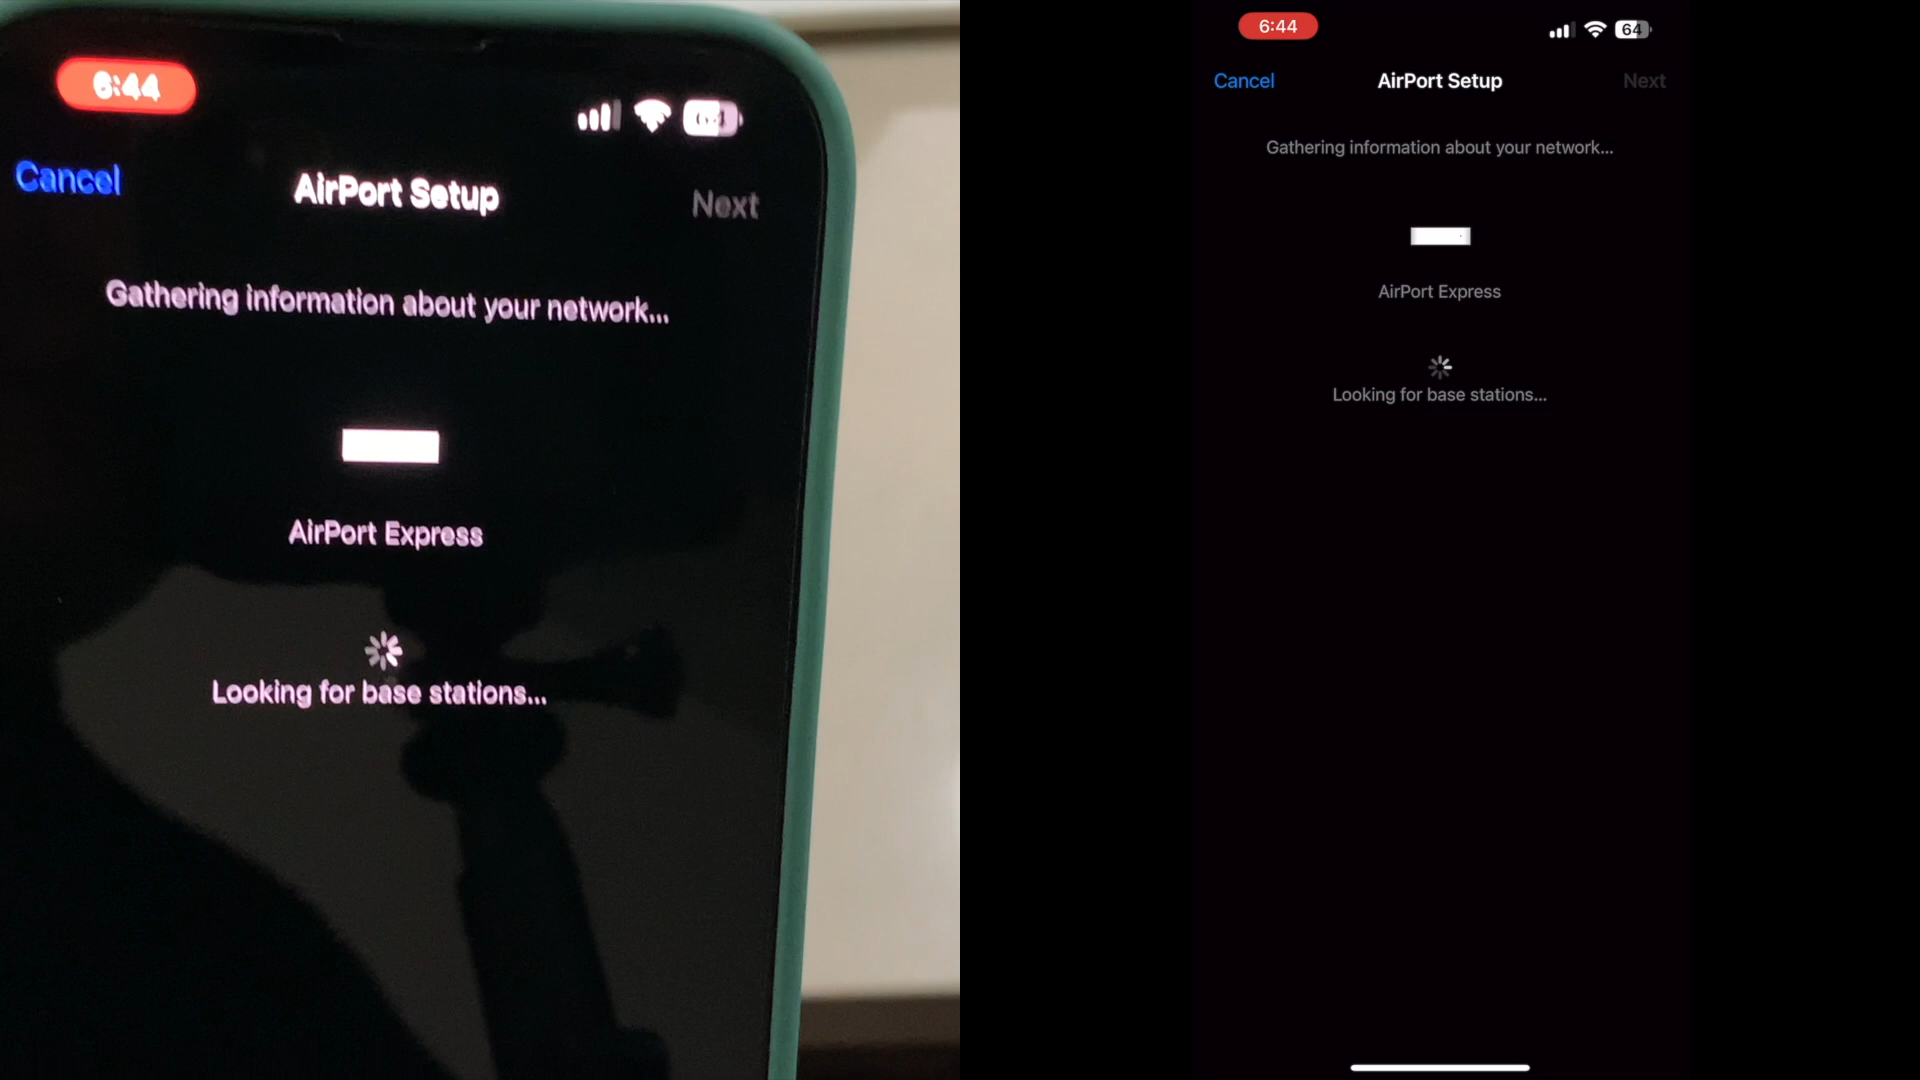 6:44
64
Cancel
AirPort Setup
Next
Gathering information about your network...
AirPort Express
Looking for base stations...
6:44
64
Cancel
AirPort Setup
Next
Gathering information about your network...
AirPort Express
Looking for base stations...